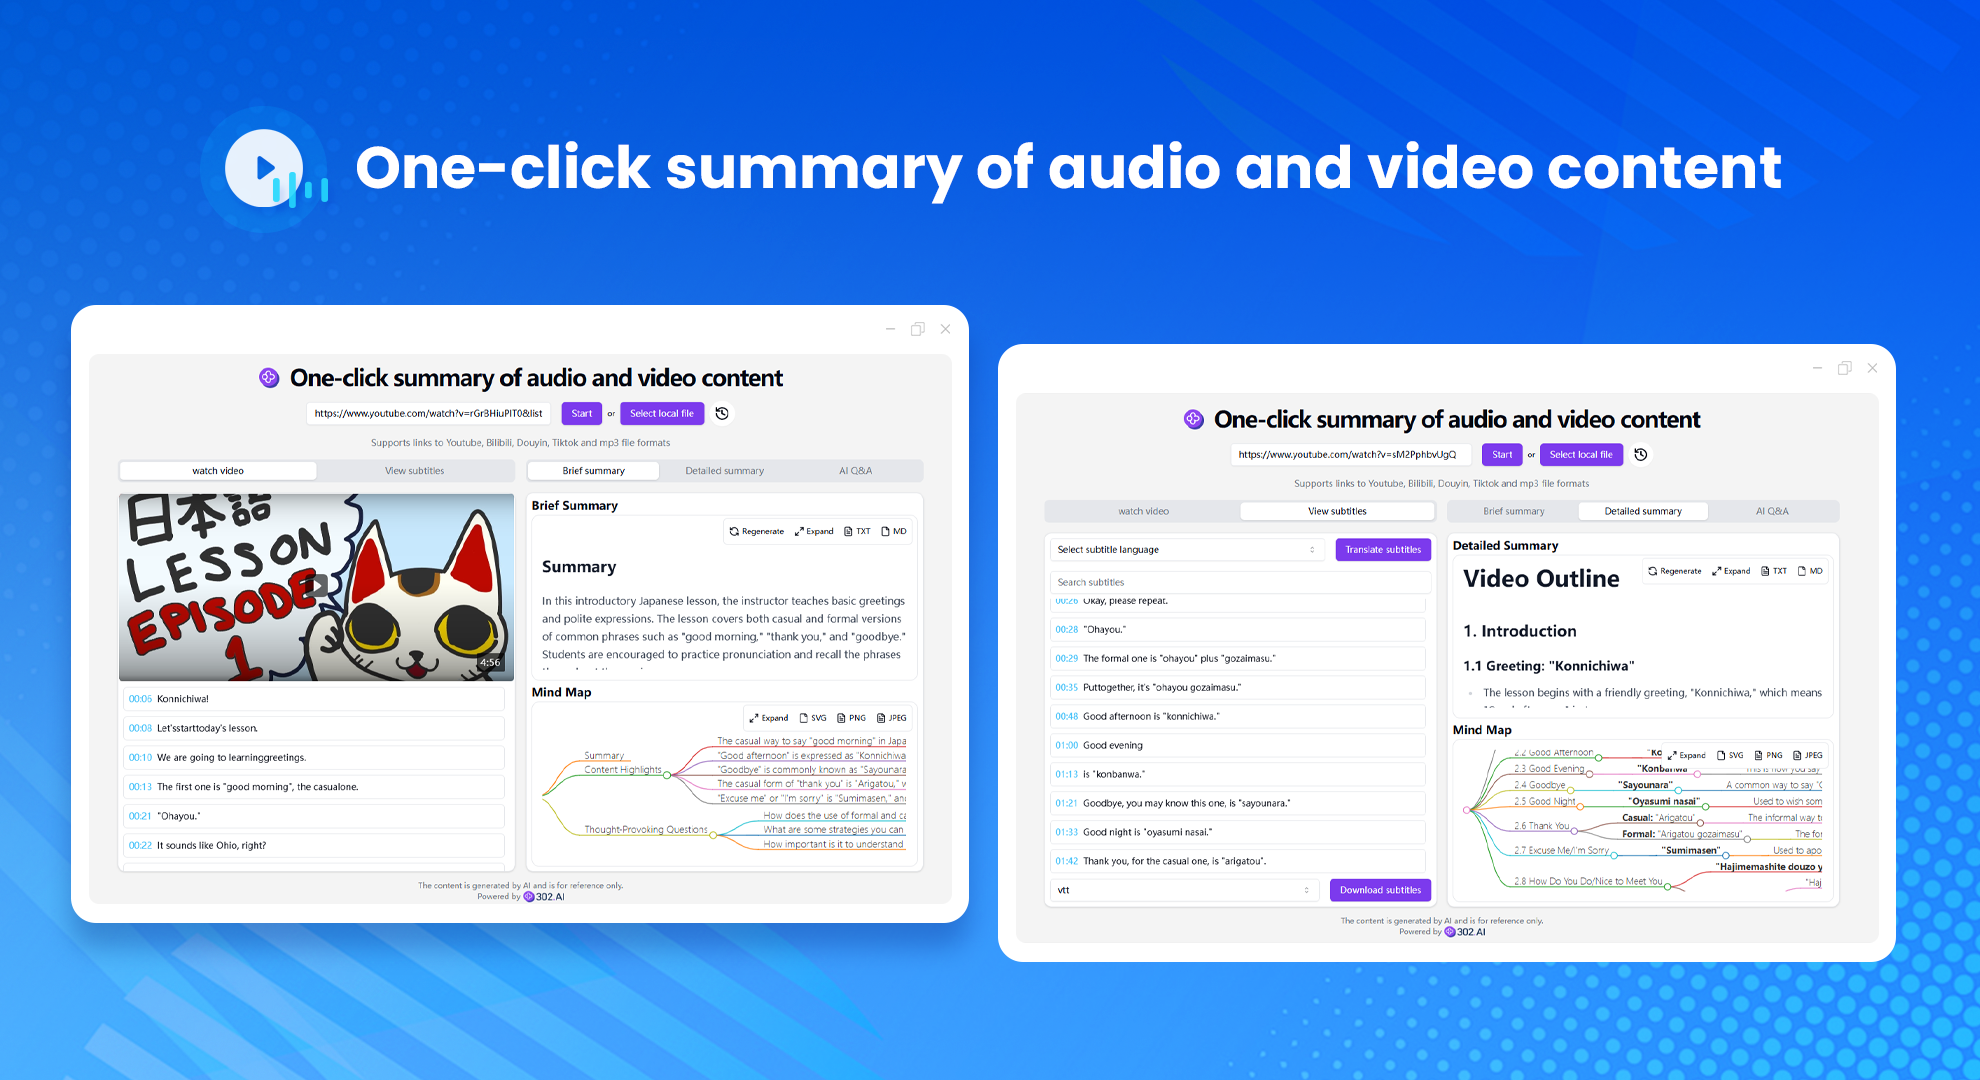 One-click summary of audio and video content
One-click summary of audio and video content
https://www.youtube.com/watch?v=rGrBHiuPlT0&list
Start
or
Select local file
Supports links to Youtube, Bilibili, Douyin, Tiktok and mp3 file formats
watch video
View subtitles
Brief summary
Detailed summary
AI Q&A
日本語
LESSON
EPISODE
1
4:56
00:06 Konnichiwa!
00:08 Let'sstarttoday's lesson.
00:10 We are going to learninggreetings.
00:13 The first one is "good morning", the casualone.
00:21 "Ohayou."
00:22 It sounds like Ohio, right?
Brief Summary
Regenerate
Expand
TXT
MD
Summary
In this introductory Japanese lesson, the instructor teaches basic greetings
and polite expressions. The lesson covers both casual and formal versions
of common phrases such as "good morning," "thank you," and "goodbye."
Students are encouraged to practice pronunciation and recall the phrases
Mind Map
Expand
SVG
PNG
JPEG
Summary
Content Highlights
The casual way to say "good morning" in Japa
"Good afternoon" is expressed as "Konnichiwa
"Goodbye" is commonly known as "Sayounara
The casual form of "thank you" is "Arigatou," v
"Excuse me" or "I'm sorry" is "Sumimasen," and
Thought-Provoking Questions
How does the use of formal and ca
What are some strategies you can
How important is it to understand
The content is generated by AI and is for reference only.
Powered by 302.AI
One-click summary of audio and video content
https://www.youtube.com/watch?v=sM2PphbvUgQ
Start
or
Select local file
Supports links to Youtube, Bilibili, Douyin, Tiktok and mp3 file formats
watch video
View subtitles
Brief summary
Detailed summary
AI Q&A
Select subtitle language
Translate subtitles
Search subtitles
00:26 Okay, please repeat.
00:28 "Ohayou."
00:29 The formal one is "ohayou" plus "gozaimasu."
00:35 Puttogether, it's "ohayou gozaimasu."
00:48 Good afternoon is "konnichiwa."
01:00 Good evening
01:13 is "konbanwa."
01:21 Goodbye, you may know this one, is "sayounara."
01:33 Good night is "oyasumi nasai."
01:42 Thank you, for the casual one, is "arigatou".
vtt
Download subtitles
Detailed Summary
Regenerate
Expand
TXT
MD
Video Outline
1. Introduction
1.1 Greeting: "Konnichiwa"
The lesson begins with a friendly greeting, "Konnichiwa," which means
Mind Map
Expand
SVG
PNG
JPEG
2.2 Good Afternoon
"Ko
2.3 Good Evening
"Konbanwa
This is how you say
2.4 Goodbye
"Sayounara"
A common way to say "G
2.5 Good Night
"Oyasumi nasai"
Used to wish som
2.6 Thank You
Casual: "Arigatou"
The informal way t
Formal: "Arigatou gozaimasu"
The for
2.7 Excuse Me/I'm Sorry
"Sumimasen"
Used to apo
2.8 How Do You Do/Nice to Meet You
"Hajimemashite douzo y
"Haj
The content is generated by AI and is for reference only.
Powered by 302.AI